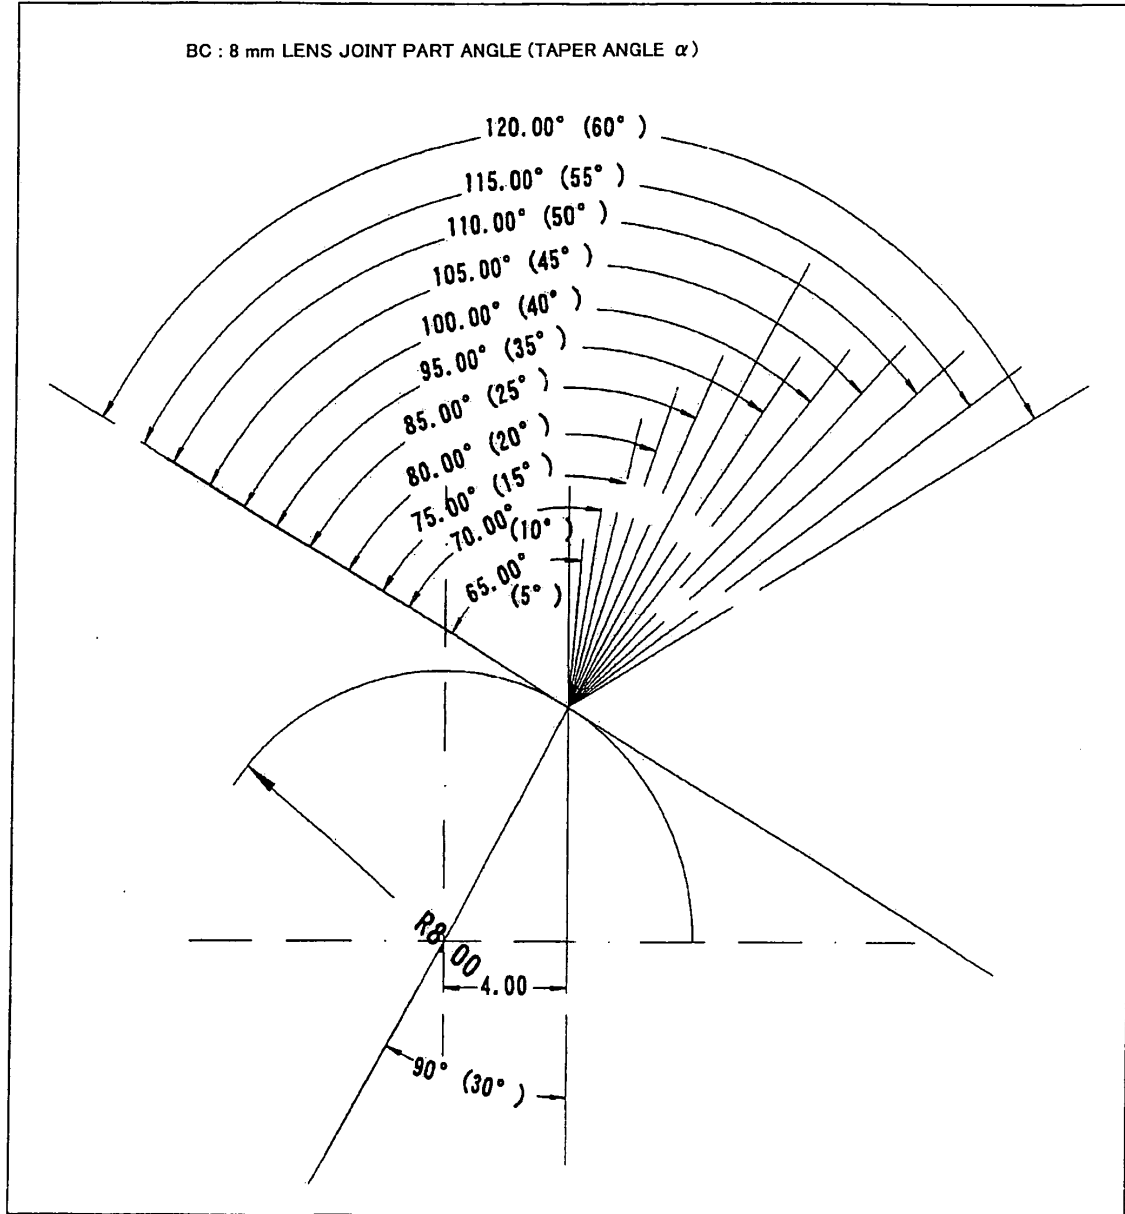 BC : 8 mm LENS JOINT PART ANGLE (TAPER ANGLE α)
120.00° (60° )
115.00° (55° )
110.00° (50° )
105.00° (45° )
100.00° (40° )
95.00° (35° )
85.00° (25° )
80.00° (20° )
75.00° (15° )
70.00° (10° )
65.00° (5° )
R8.00
4.00
90° (30° )